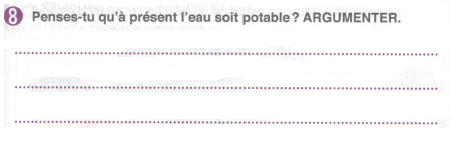 8 Penses-tu qu'à présent l'eau soit potable ? ARGUMENTER.